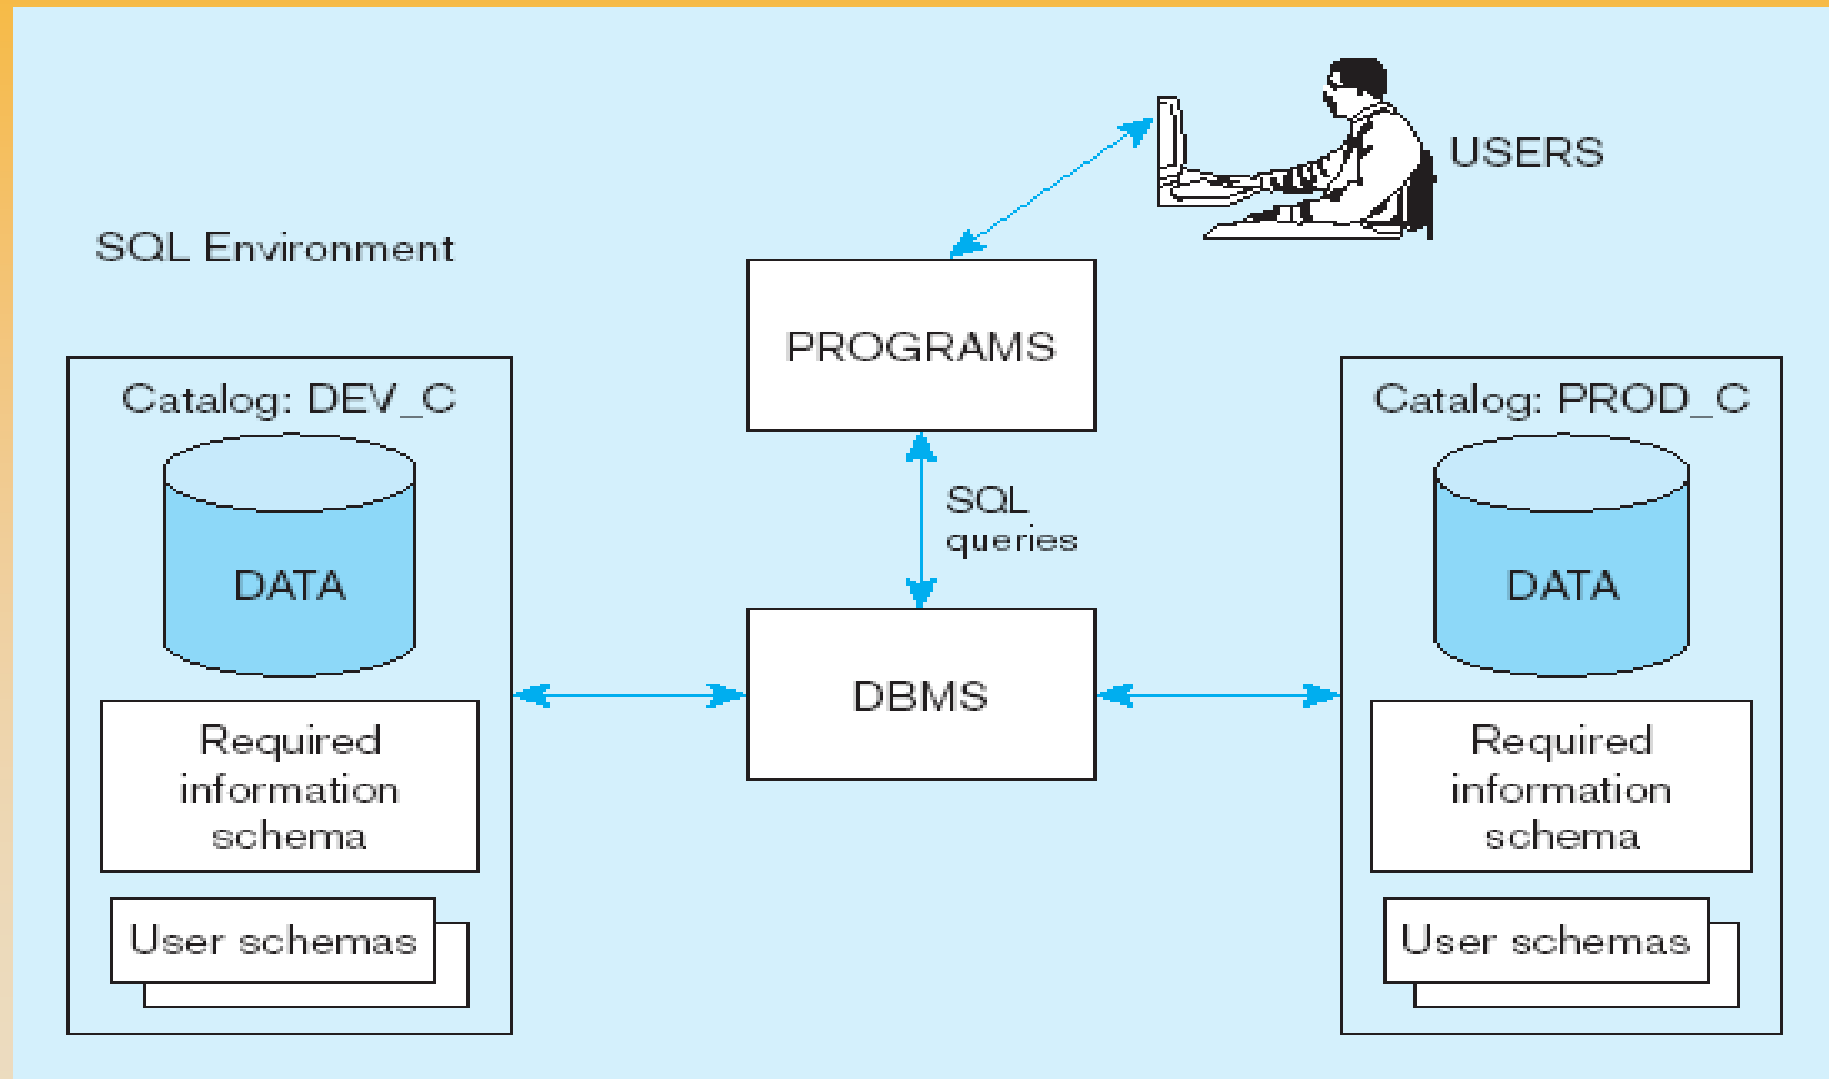 USERS
SQL Environment
PROGRAMS
SQL
queries
DBMS
Catalog: DEV_C
DATA
Required
information
schema
User schemas
Catalog: PROD_C
DATA
Required
information
schema
User schemas